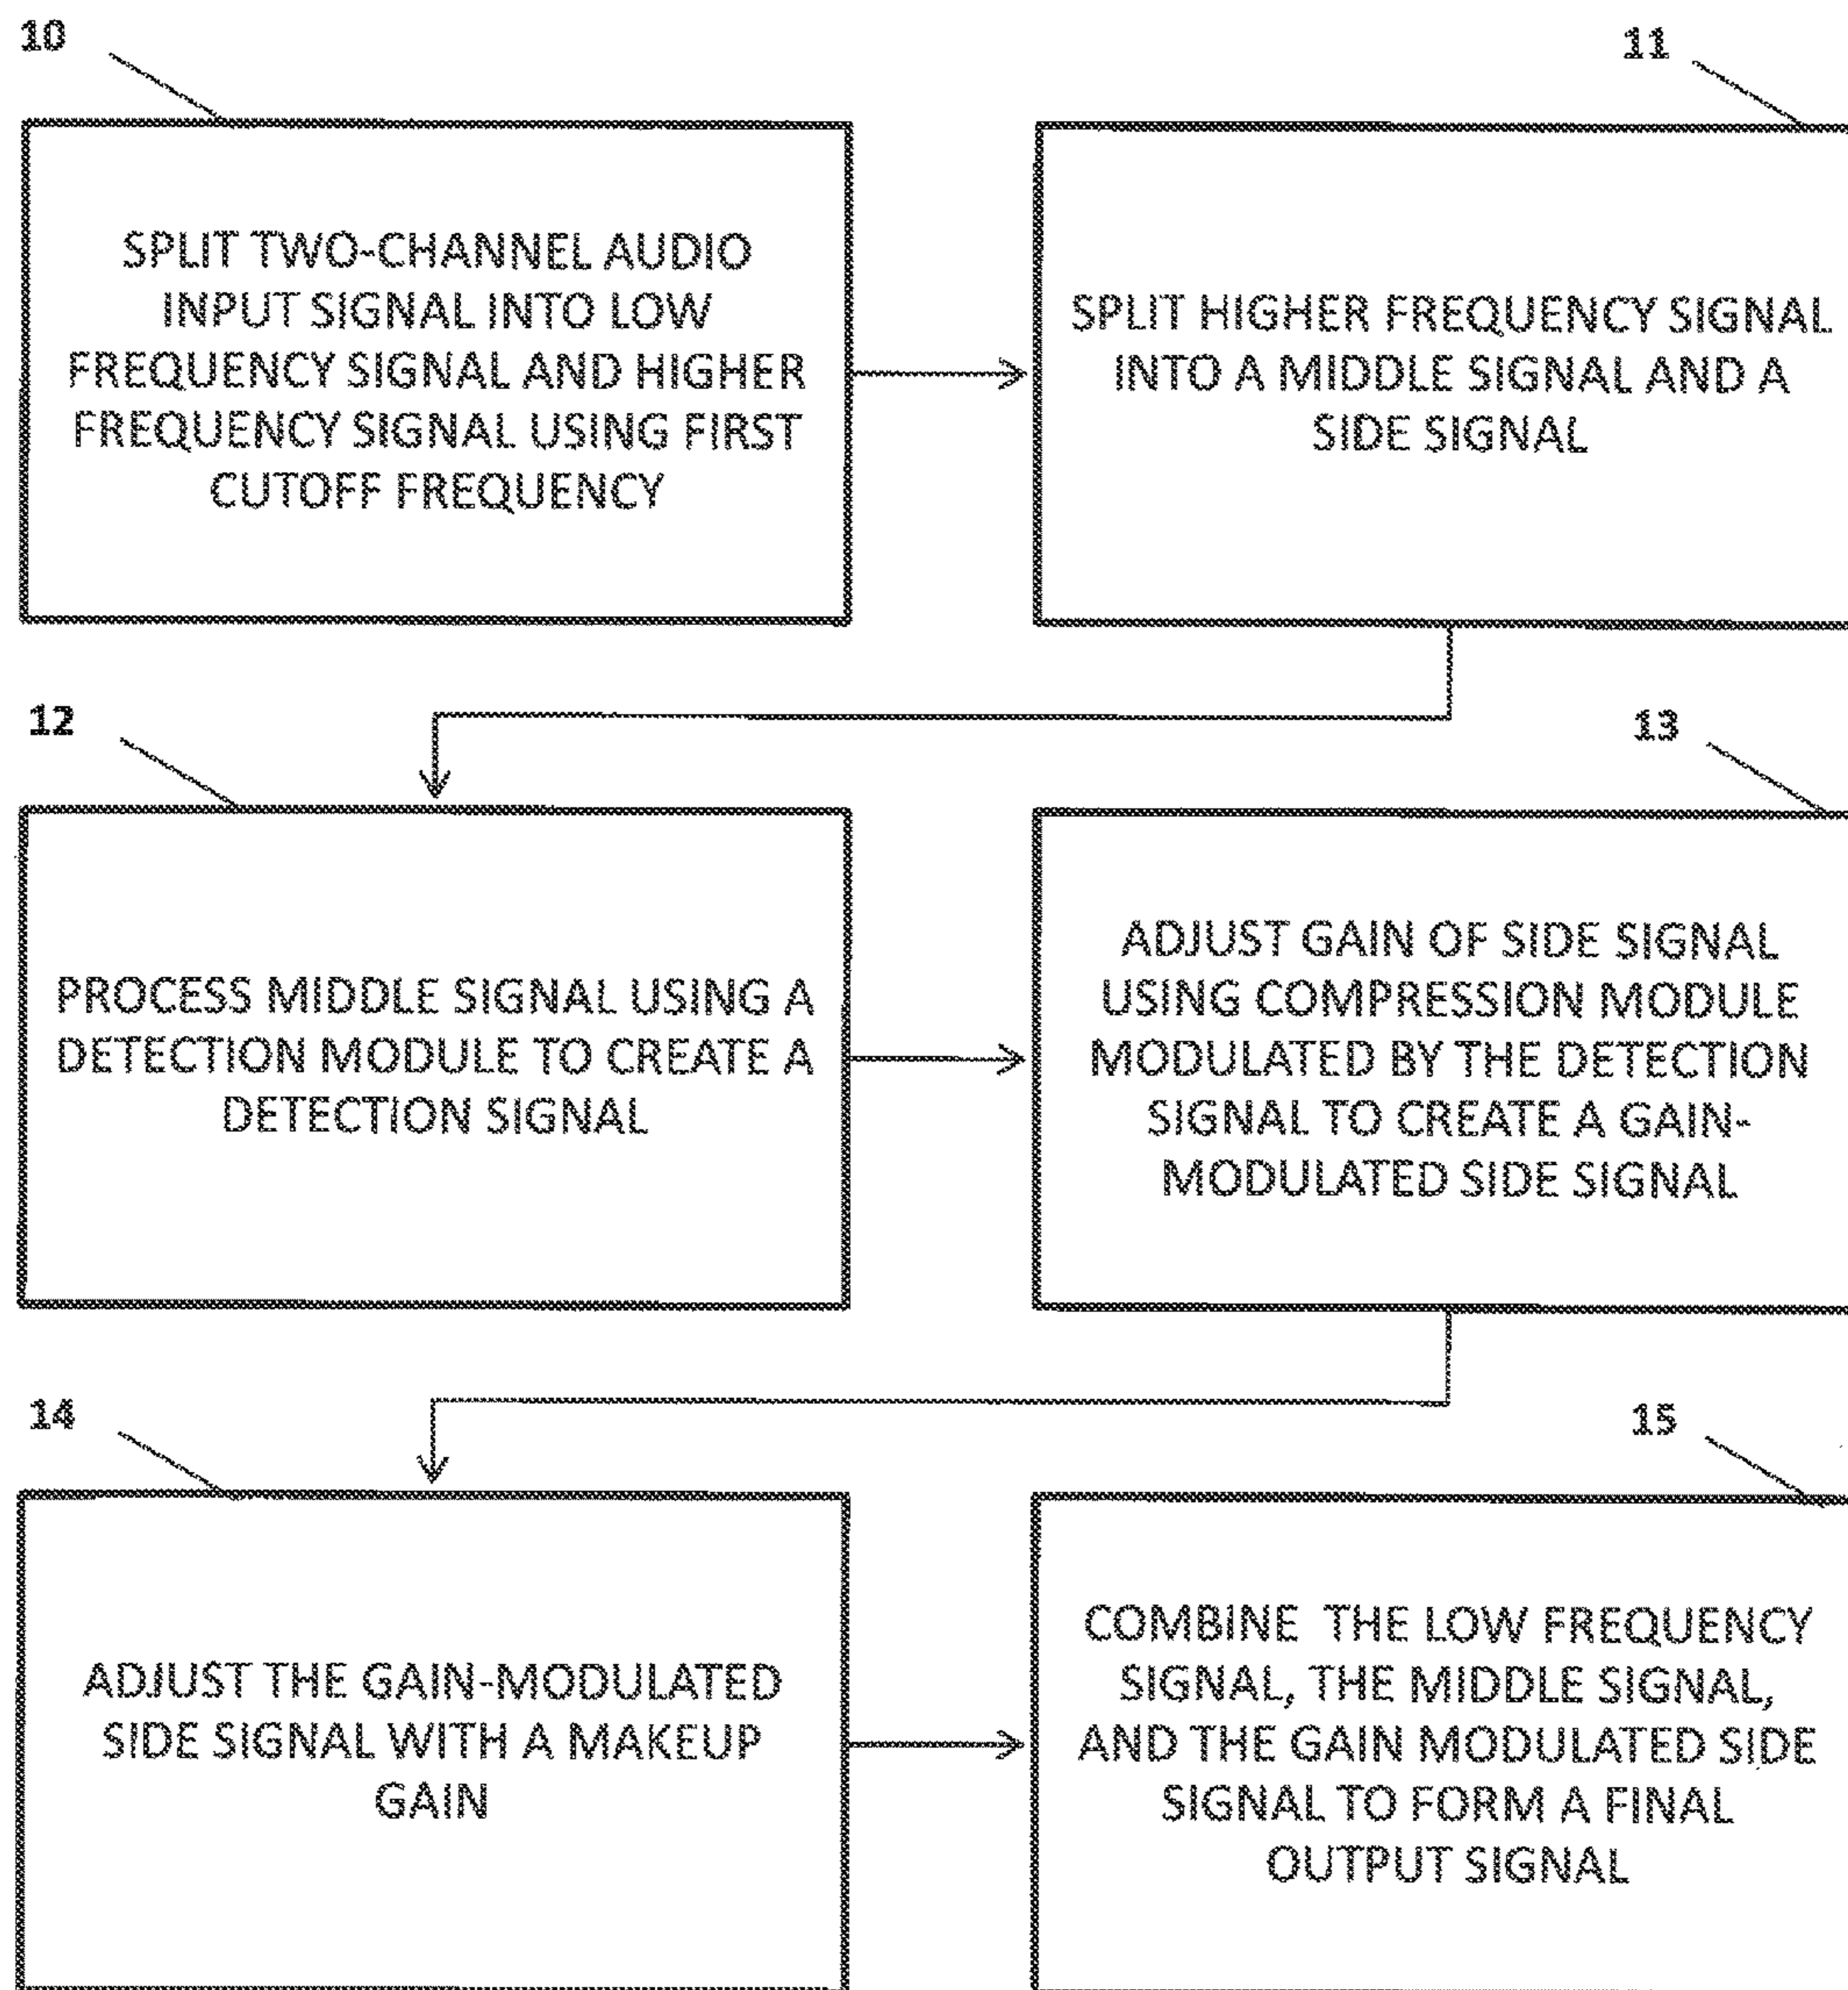 10
SPLIT TWO-CHANNEL AUDIO
INPUT SIGNAL INTO LOW
FREQUENCY SIGNAL AND HIGHER
FREQUENCY SIGNAL USING FIRST
CUTOFF FREQUENCY
11
SPLIT HIGHER FREQUENCY SIGNAL
INTO A MIDDLE SIGNAL AND A
SIDE SIGNAL
12
PROCESS MIDDLE SIGNAL USING A
DETECTION MODULE TO CREATE A
DETECTION SIGNAL
13
ADJUST GAIN OF SIDE SIGNAL
USING COMPRESSION MODULE
MODULATED BY THE DETECTION
SIGNAL TO CREATE A GAIN-
MODULATED SIDE SIGNAL
14
ADJUST THE GAIN-MODULATED
SIDE SIGNAL WITH A MAKEUP
GAIN
15
COMBINE THE LOW FREQUENCY
SIGNAL, THE MIDDLE SIGNAL,
AND THE GAIN MODULATED SIDE
SIGNAL TO FORM A FINAL
OUTPUT SIGNAL